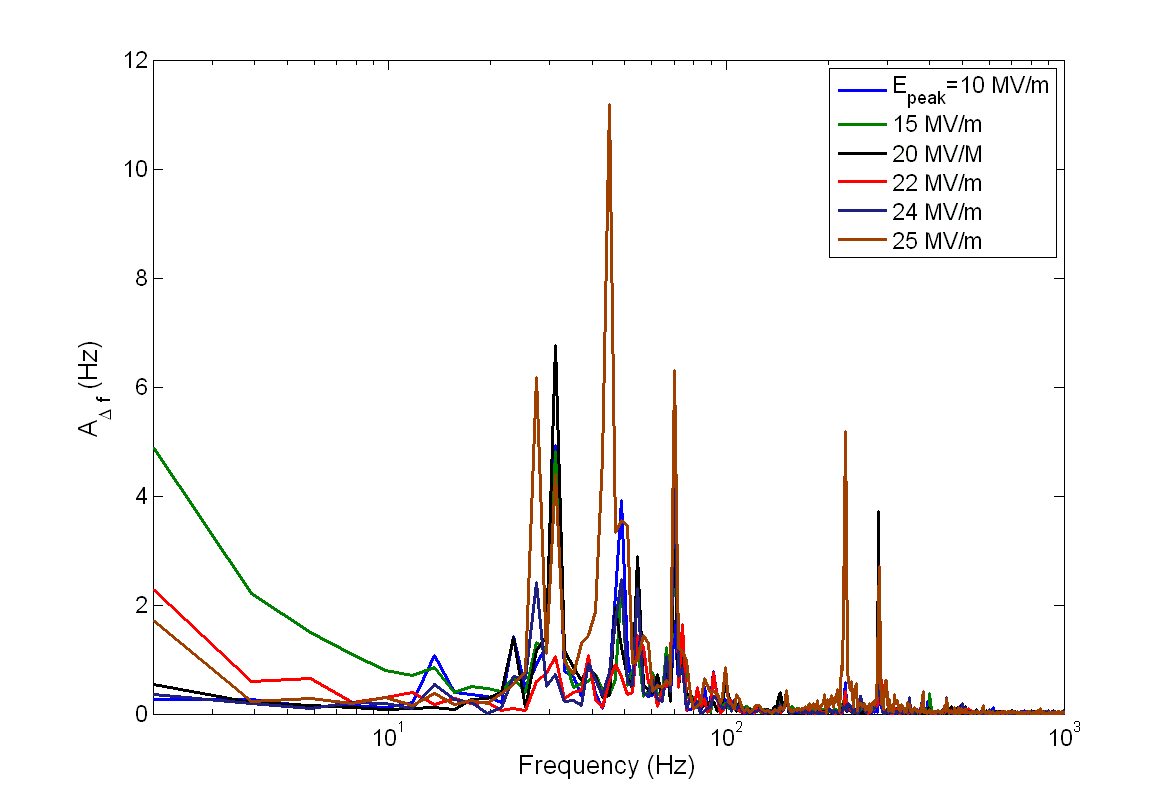 12
10
8
6
4
2
0
A_Δ f (Hz)
10^1
10^2
10^3
Frequency (Hz)
E_peak=10 MV/m
15 MV/m
20 MV/M
22 MV/m
24 MV/m
25 MV/m